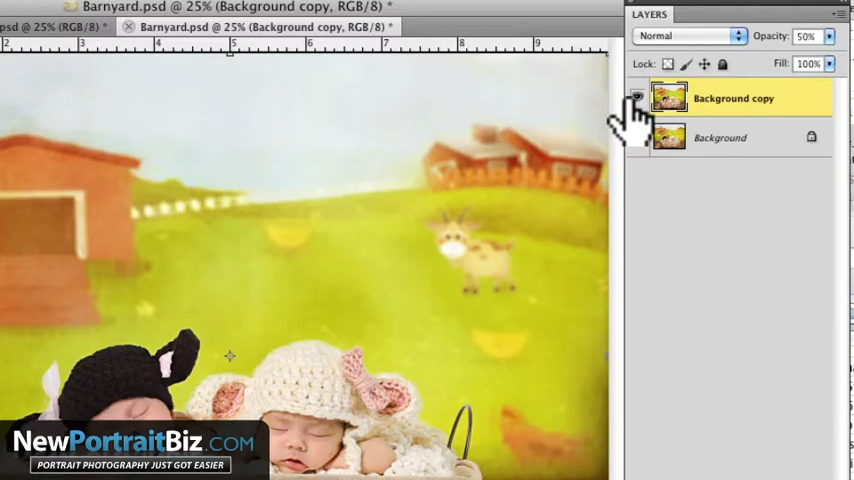 Barnyard.psd @ 25% (Background copy, RGB/8) *
.psd @ 25% (RGB/8) *
Barnyard.psd @ 25% (Background copy, RGB/8) *
2 3 4 5 6 7 8 9
LAYERS
Normal
Opacity: 50%
Lock:
Fill: 100%
Background copy
Background
NEWPORTRAITBIZ.COM
PORTRAIT PHOTOGRAPHY JUST GOT EASIER